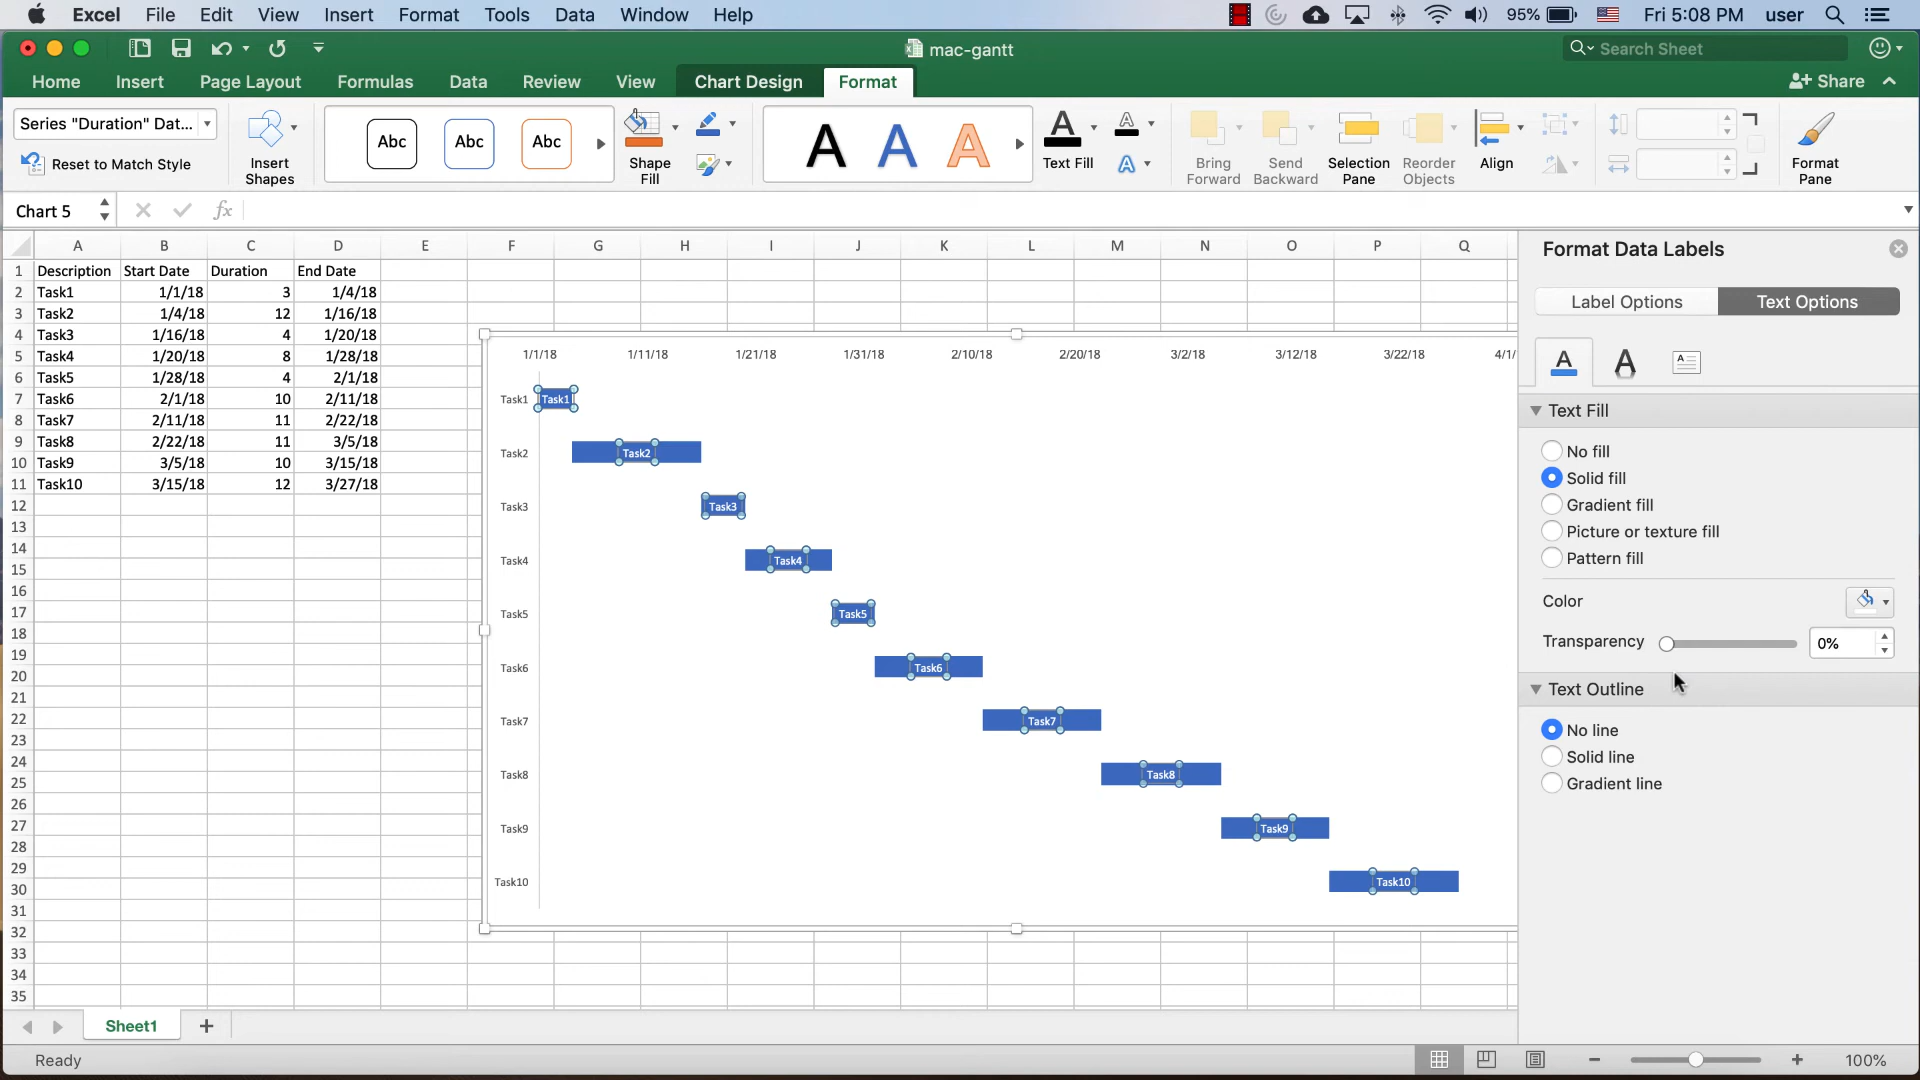 Excel File Edit View Insert Format Tools Data Window Help 95% Fri 5:08 PM user
mac-gantt Search Sheet
Home Insert Page Layout Formulas Data Review View Chart Design Format Share
Series "Duration" Dat...
Reset to Match Style
Insert Shapes
Abc Abc Abc
Shape Fill
A A A
Text Fill
Bring Forward
Send Backward
Selection Pane
Reorder Objects
Align
Format Pane
Chart 5 fx
A B C D E F G H I J K L M N O P Q
1 Description Start Date Duration End Date
2 Task1 1/1/18 3 1/4/18
3 Task2 1/4/18 12 1/16/18
4 Task3 1/16/18 4 1/20/18
5 Task4 1/20/18 8 1/28/18
6 Task5 1/28/18 4 2/1/18
7 Task6 2/1/18 10 2/11/18
8 Task7 2/11/18 11 2/22/18
9 Task8 2/22/18 11 3/5/18
10 Task9 3/5/18 10 3/15/18
11 Task10 3/15/18 12 3/27/18
12
13
14
15
16
17
18
19
20
21
22
23
24
25
26
27
28
29
30
31
32
33
34
35
1/1/18 1/11/18 1/21/18 1/31/18 2/10/18 2/20/18 3/2/18 3/12/18 3/22/18 4/1/
Task1 Task1
Task2 Task2
Task3 Task3
Task4 Task4
Task5 Task5
Task6 Task6
Task7 Task7
Task8 Task8
Task9 Task9
Task10 Task10
Format Data Labels
Label Options Text Options
Text Fill
No fill
Solid fill
Gradient fill
Picture or texture fill
Pattern fill
Color
Transparency 0%
Text Outline
No line
Solid line
Gradient line
Sheet1
Ready 100%